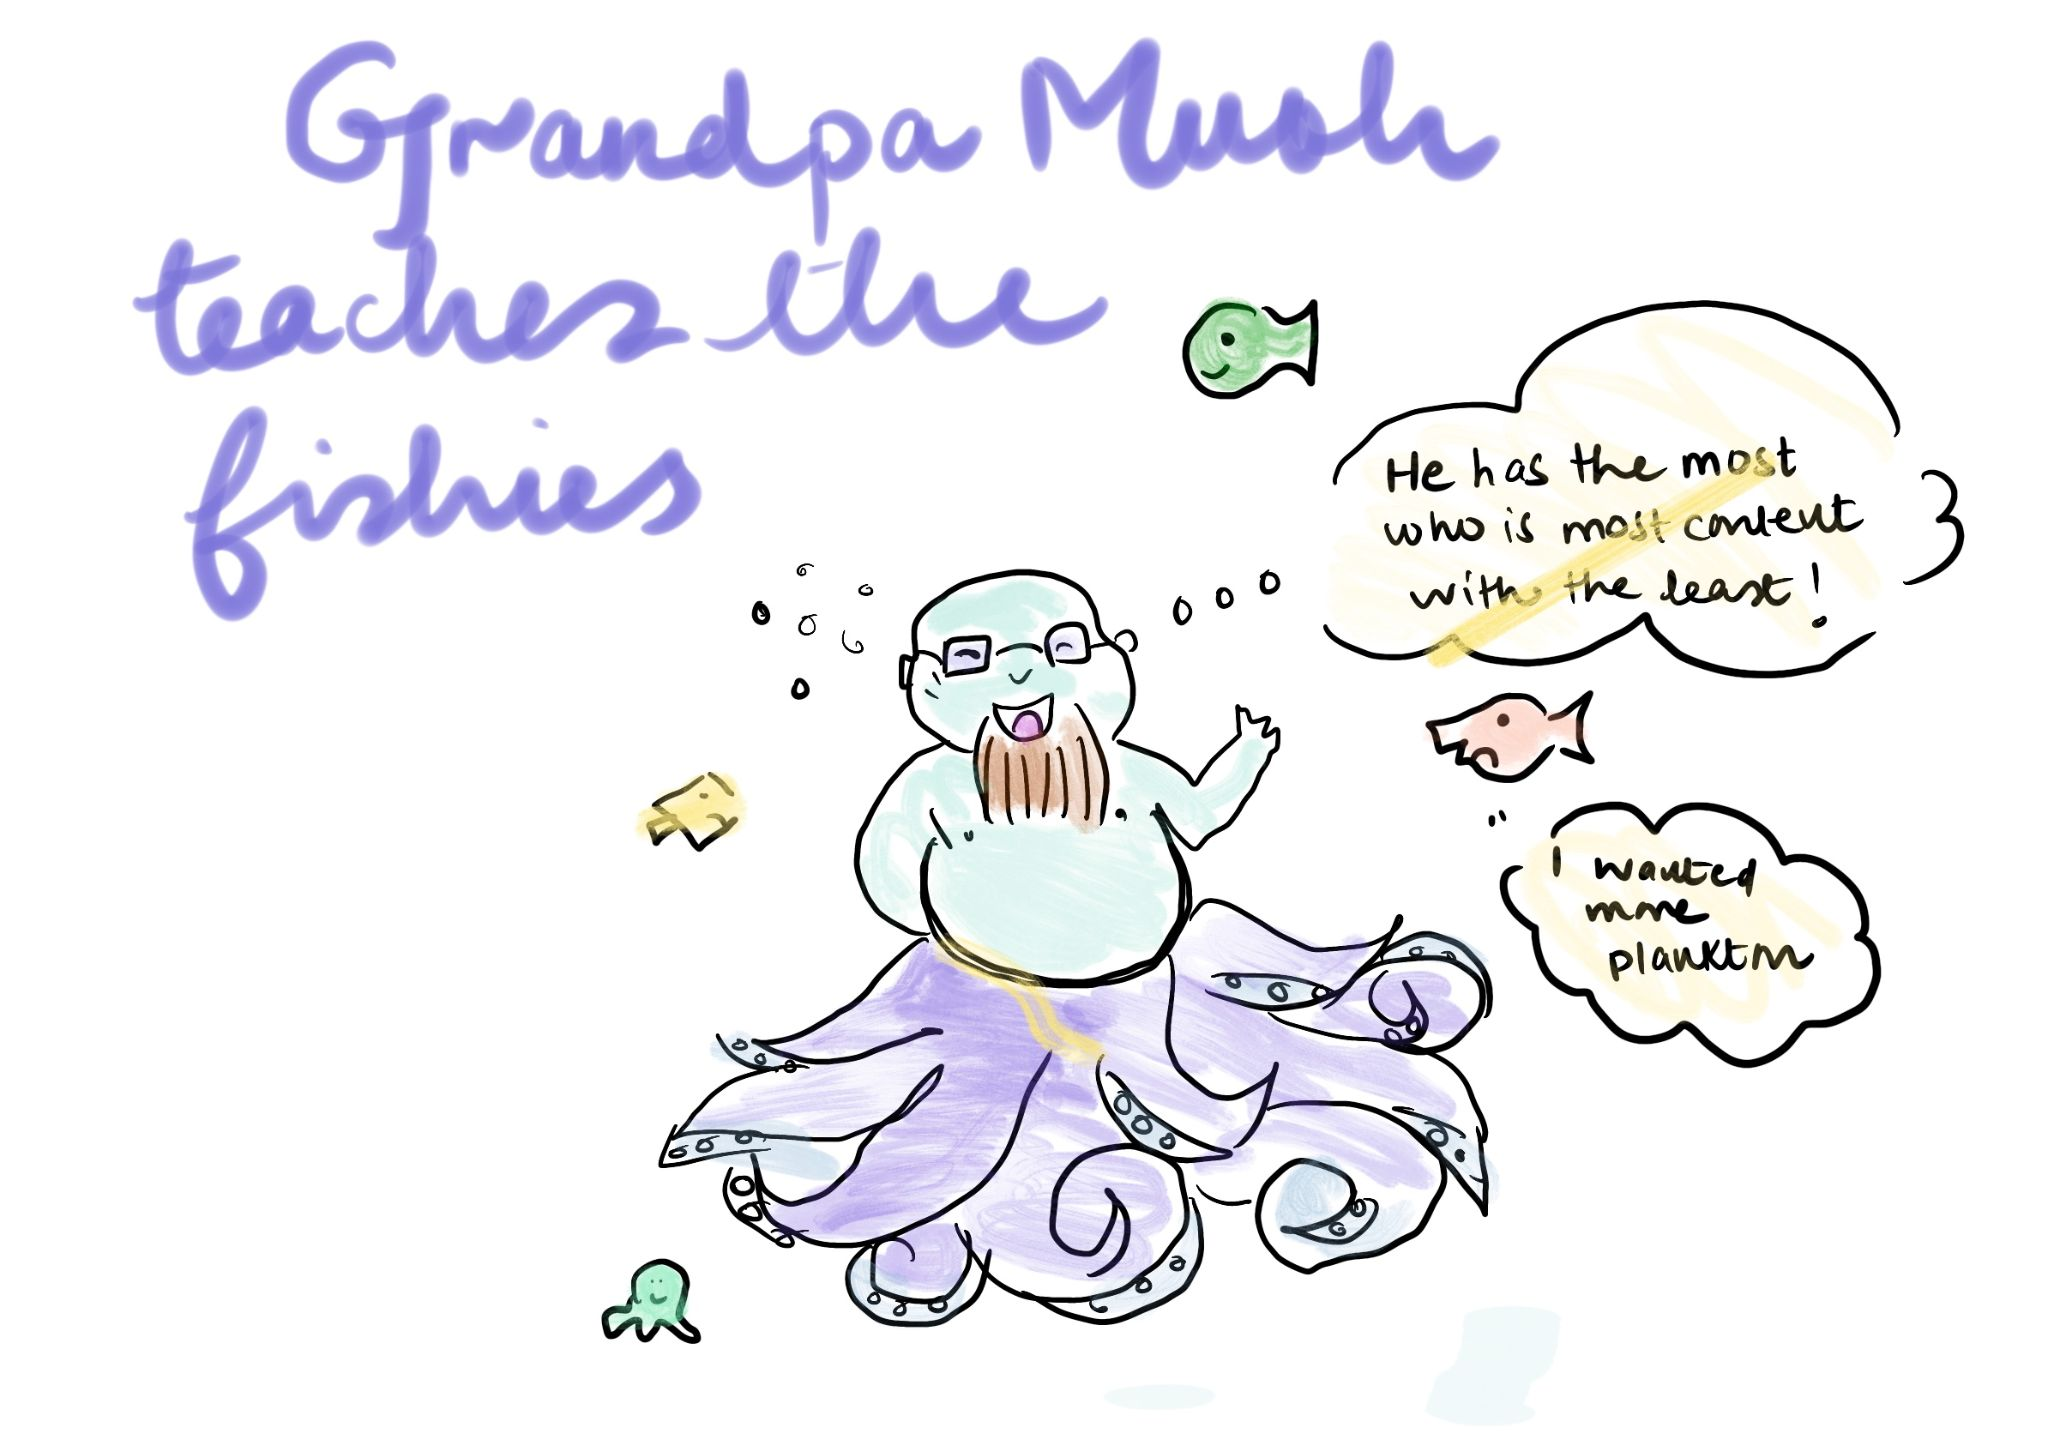 Grandpa Mush
teaches the
fishies
He has the most
who is most content
with the least!
I wanted
more
plankton